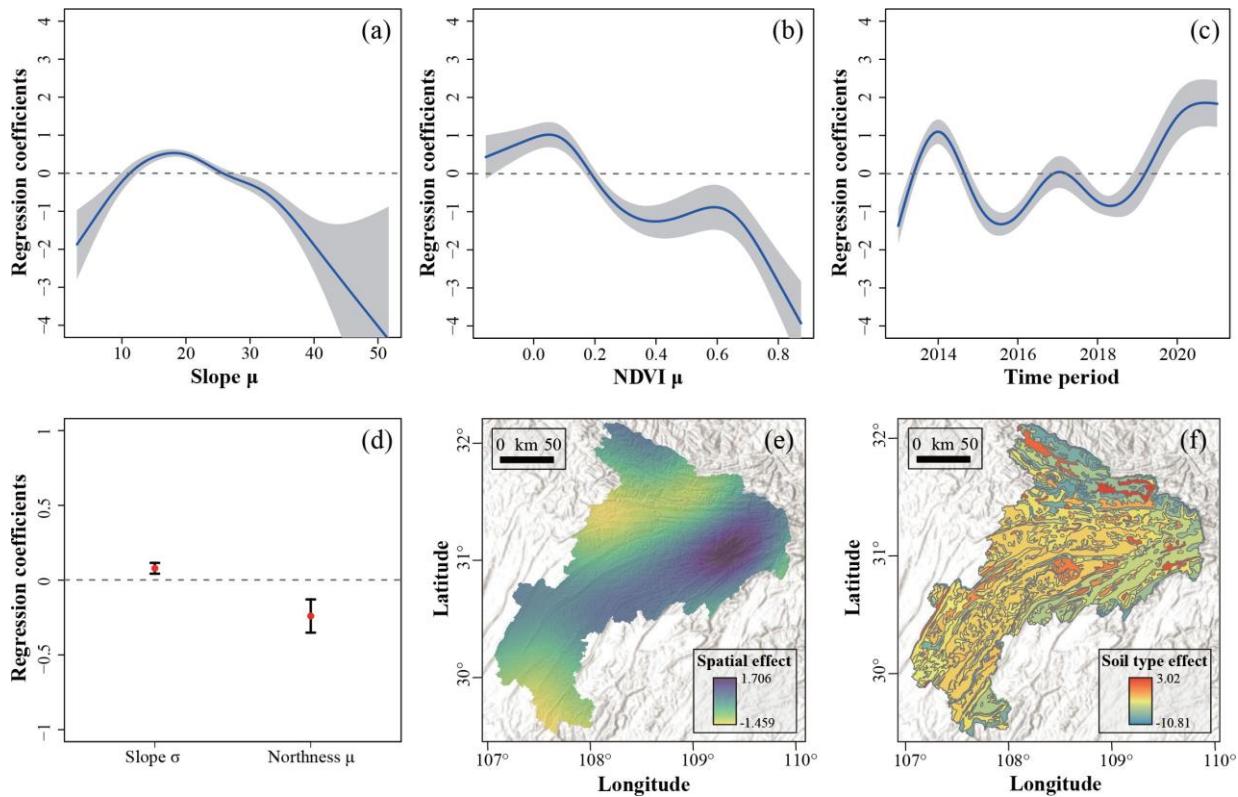 (a)
Regression coefficients
4
3
2
1
0
−1
−2
−3
−4
10 20 30 40 50
Slope μ
(b)
Regression coefficients
4
3
2
1
0
−1
−2
−3
−4
0.0 0.2 0.4 0.6 0.8
NDVI μ
(c)
Regression coefficients
4
3
2
1
0
−1
−2
−3
−4
2014 2016 2018 2020
Time period
(d)
Regression coefficients
1
0.5
0
−0.5
−1
Slope σ Northness μ
(e)
0 km 50
Latitude
32°
31°
30°
Spatial effect
1.706
-1.459
107° 108° 109° 110°
Longitude
(f)
0 km 50
Latitude
32°
31°
30°
Soil type effect
3.02
-10.81
107° 108° 109° 110°
Longitude